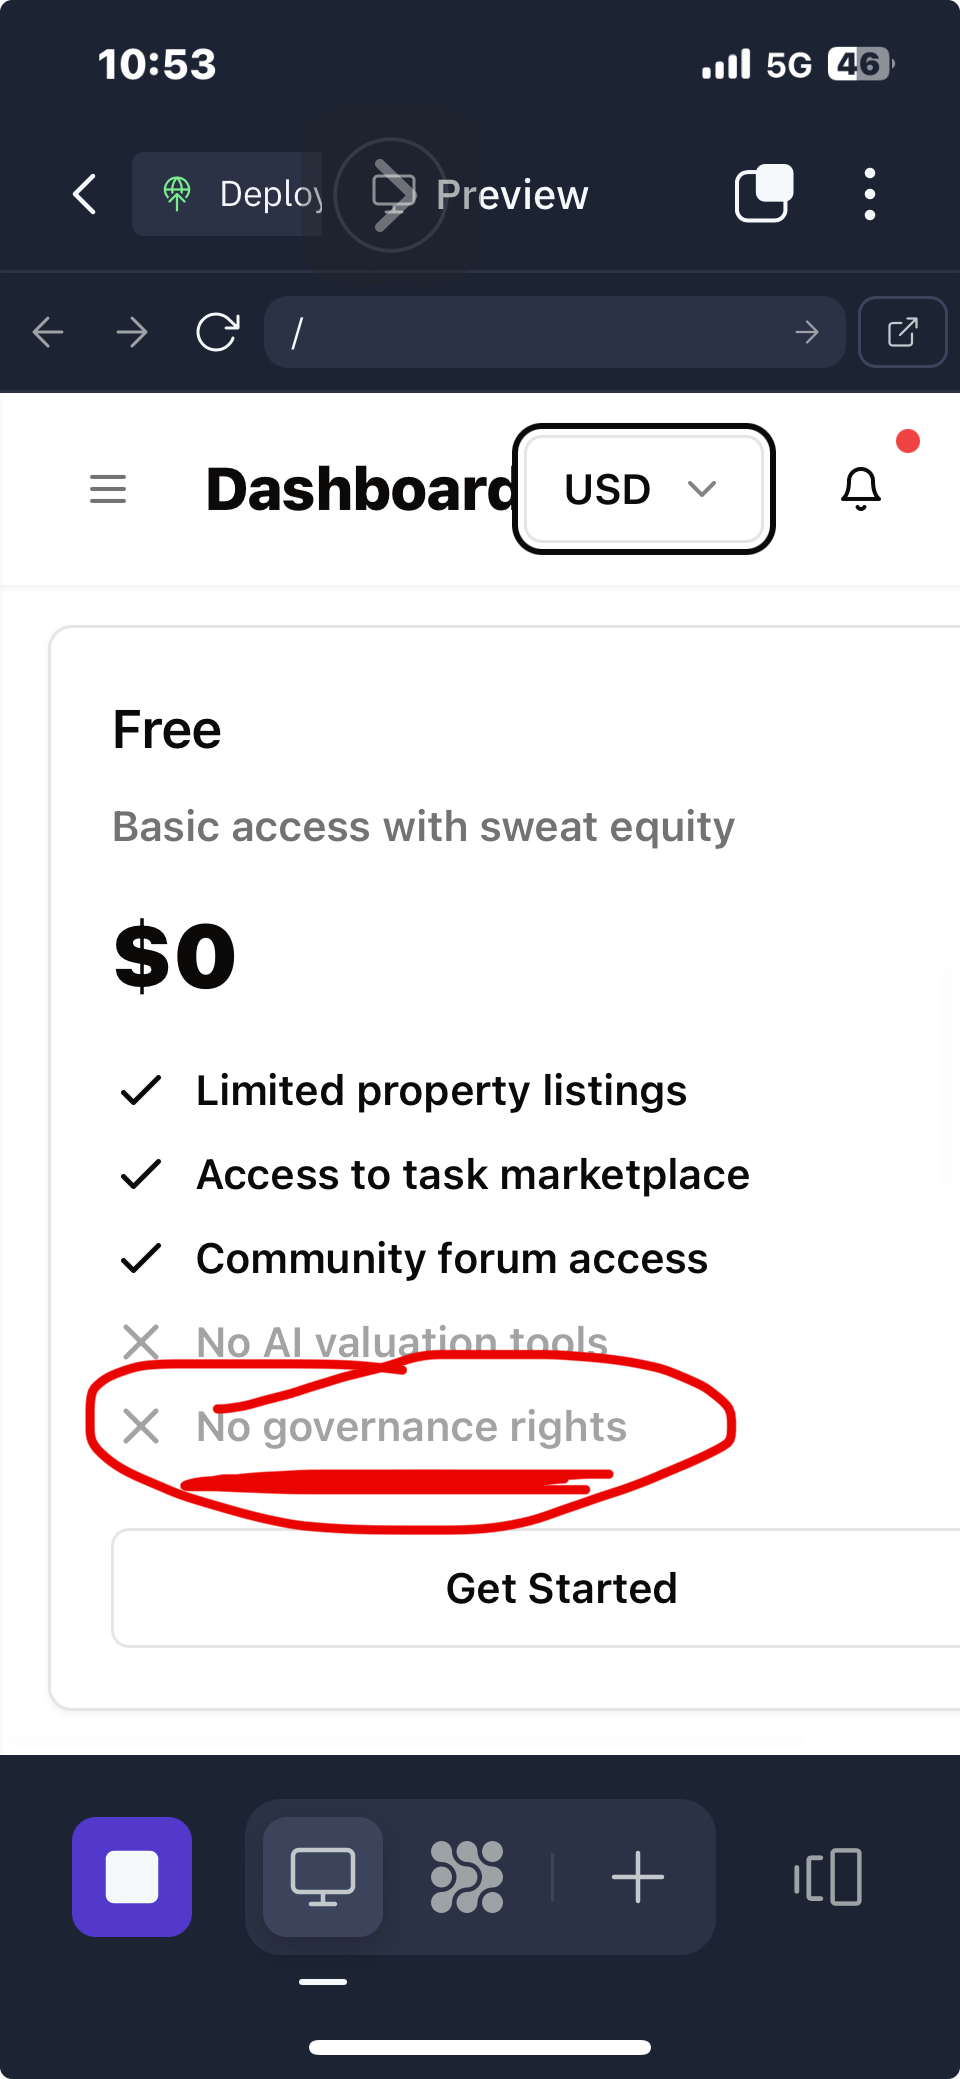 10:53
5G 46
Deploy Preview
/
Dashboard USD
Free
Basic access with sweat equity
$0
Limited property listings
Access to task marketplace
Community forum access
No AI valuation tools
No governance rights
Get Started